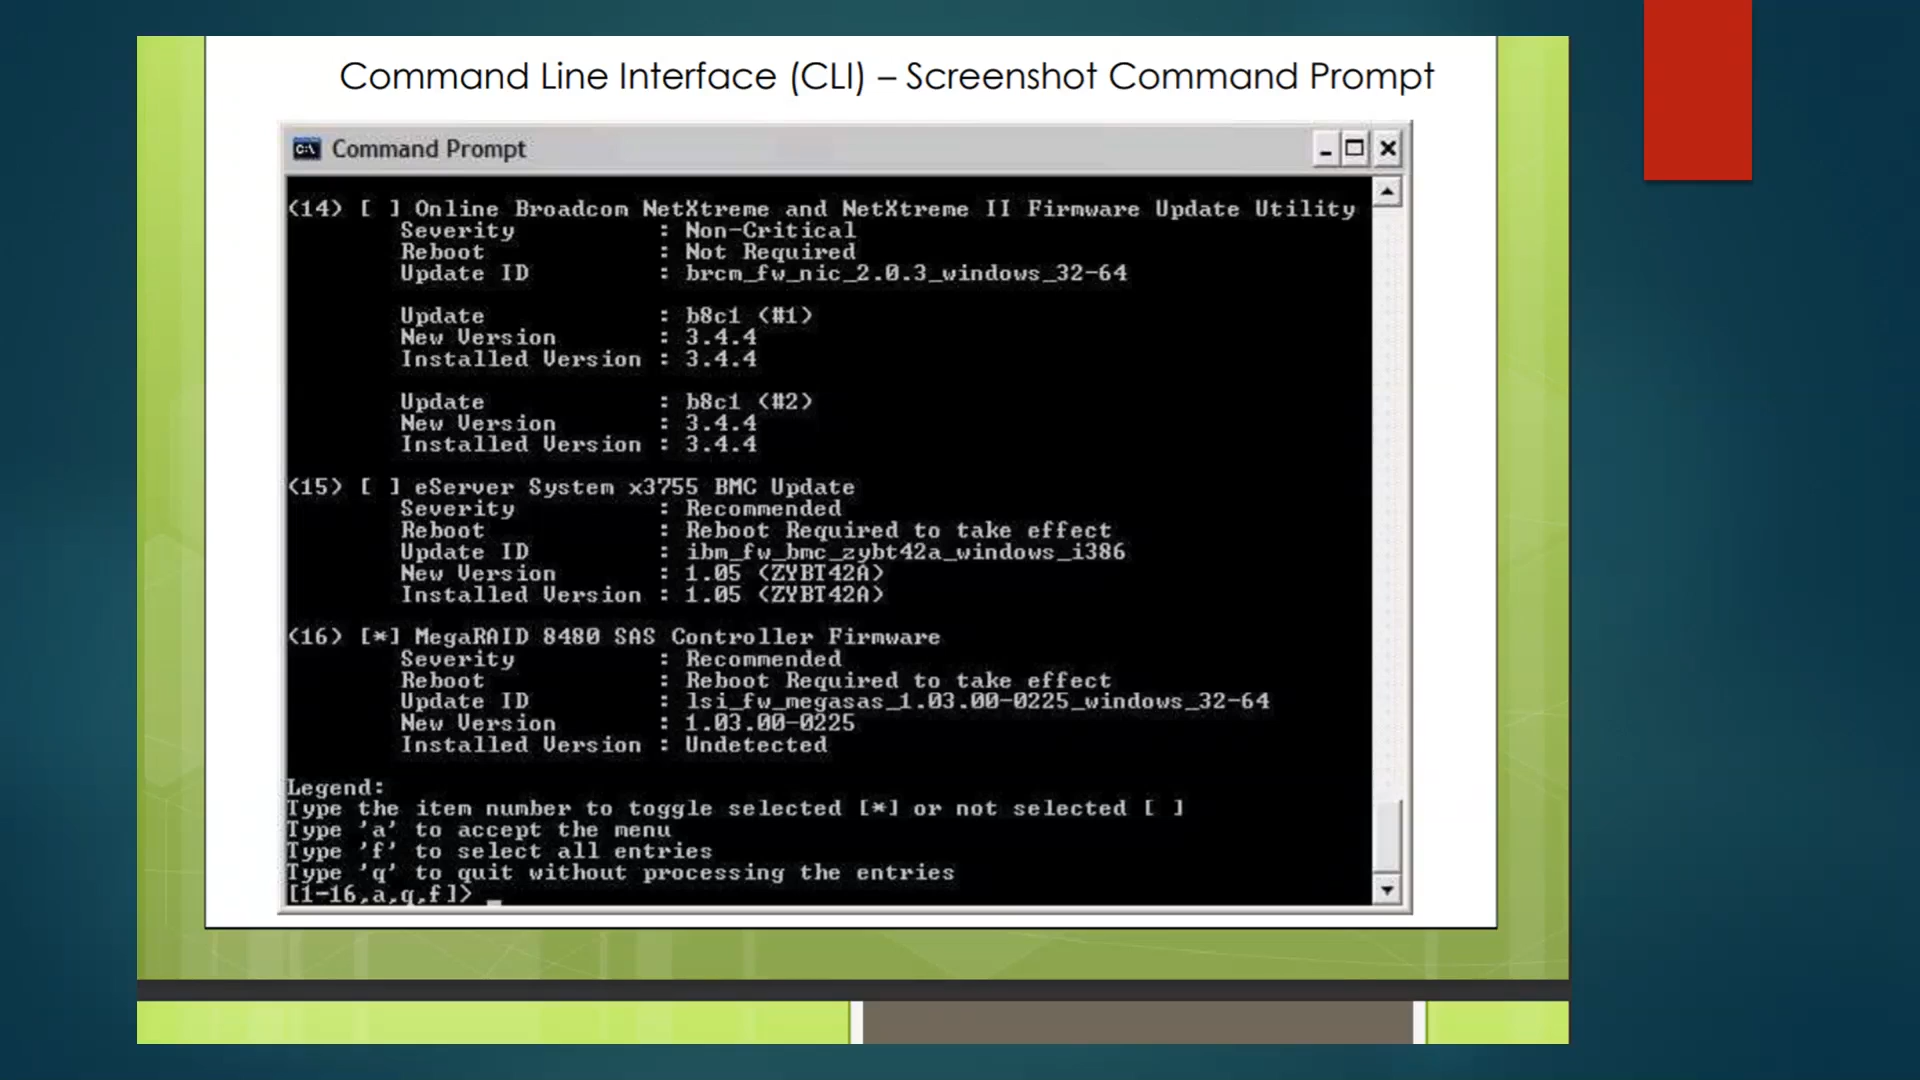 Command Line Interface (CLI) – Screenshot Command Prompt
C:\ Command Prompt
(14) [ ] Online Broadcom NetXtreme and NetXtreme II Firmware Update Utility
Severity : Non-Critical
Reboot : Not Required
Update ID : brcm_fw_nic_2.0.3_windows_32-64
Update : b8c1 (#1)
New Version : 3.4.4
Installed Version : 3.4.4
Update : b8c1 (#2)
New Version : 3.4.4
Installed Version : 3.4.4
(15) [ ] eServer System x3755 BMC Update
Severity : Recommended
Reboot : Reboot Required to take effect
Update ID : ibm_fw_bmc_zybt42a_windows_i386
New Version : 1.05 (ZYBT42A)
Installed Version : 1.05 (ZYBT42A)
(16) [*] MegaRAID 8480 SAS Controller Firmware
Severity : Recommended
Reboot : Reboot Required to take effect
Update ID : lsi_fw_megasas_1.03.00-0225_windows_32-64
New Version : 1.03.00-0225
Installed Version : Undetected
Legend:
Type the item number to toggle selected [*] or not selected [ ]
Type 'a' to accept the menu
Type 'f' to select all entries
Type 'q' to quit without processing the entries
[1-16,a,q,f]> _